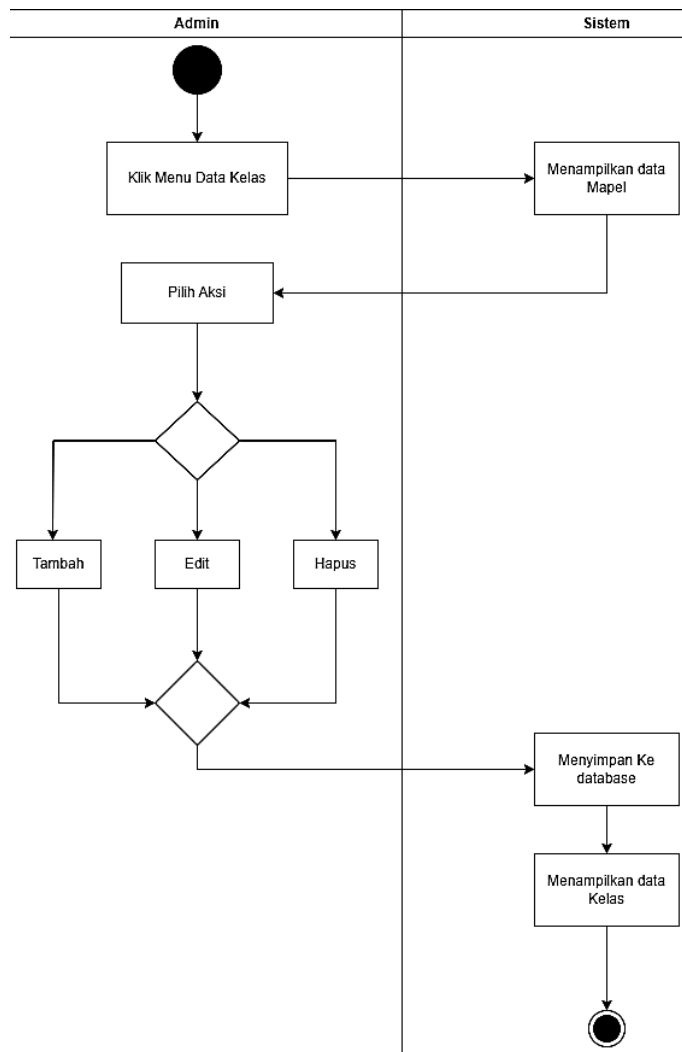 Admin
Sistem
Klik Menu Data Kelas
Menampilkan data
Mapel
Pilih Aksi
Tambah
Edit
Hapus
Menyimpan Ke
database
Menampilkan data
Kelas